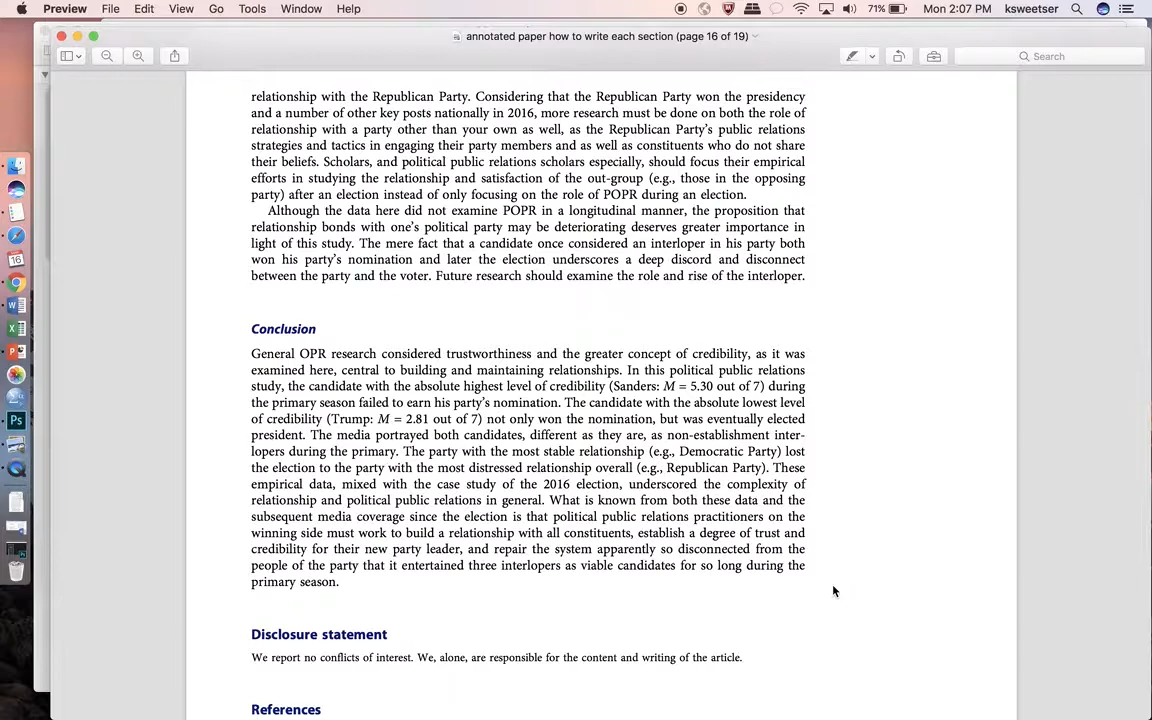 Preview File Edit View Go Tools Window Help 71% Mon 2:07 PM ksweetser
annotated paper how to write each section (page 16 of 19)
Search
relationship with the Republican Party. Considering that the Republican Party won the presidency
and a number of other key posts nationally in 2016, more research must be done on both the role of
relationship with a party other than your own as well, as the Republican Party's public relations
strategies and tactics in engaging their party members and as well as constituents who do not share
their beliefs. Scholars, and political public relations scholars especially, should focus their empirical
efforts in studying the relationship and satisfaction of the out-group (e.g., those in the opposing
party) after an election instead of only focusing on the role of POPR during an election.
Although the data here did not examine POPR in a longitudinal manner, the proposition that
relationship bonds with one's political party may be deteriorating deserves greater importance in
light of this study. The mere fact that a candidate once considered an interloper in his party both
won his party's nomination and later the election underscores a deep discord and disconnect
between the party and the voter. Future research should examine the role and rise of the interloper.
Conclusion
General OPR research considered trustworthiness and the greater concept of credibility, as it was
examined here, central to building and maintaining relationships. In this political public relations
study, the candidate with the absolute highest level of credibility (Sanders: M = 5.30 out of 7) during
the primary season failed to earn his party's nomination. The candidate with the absolute lowest level
of credibility (Trump: M = 2.81 out of 7) not only won the nomination, but was eventually elected
president. The media portrayed both candidates, different as they are, as non-establishment inter-
lopers during the primary. The party with the most stable relationship (e.g., Democratic Party) lost
the election to the party with the most distressed relationship overall (e.g., Republican Party). These
empirical data, mixed with the case study of the 2016 election, underscored the complexity of
relationship and political public relations in general. What is known from both these data and the
subsequent media coverage since the election is that political public relations practitioners on the
winning side must work to build a relationship with all constituents, establish a degree of trust and
credibility for their new party leader, and repair the system apparently so disconnected from the
people of the party that it entertained three interlopers as viable candidates for so long during the
primary season.
Disclosure statement
We report no conflicts of interest. We, alone, are responsible for the content and writing of the article.
References
16
Ps